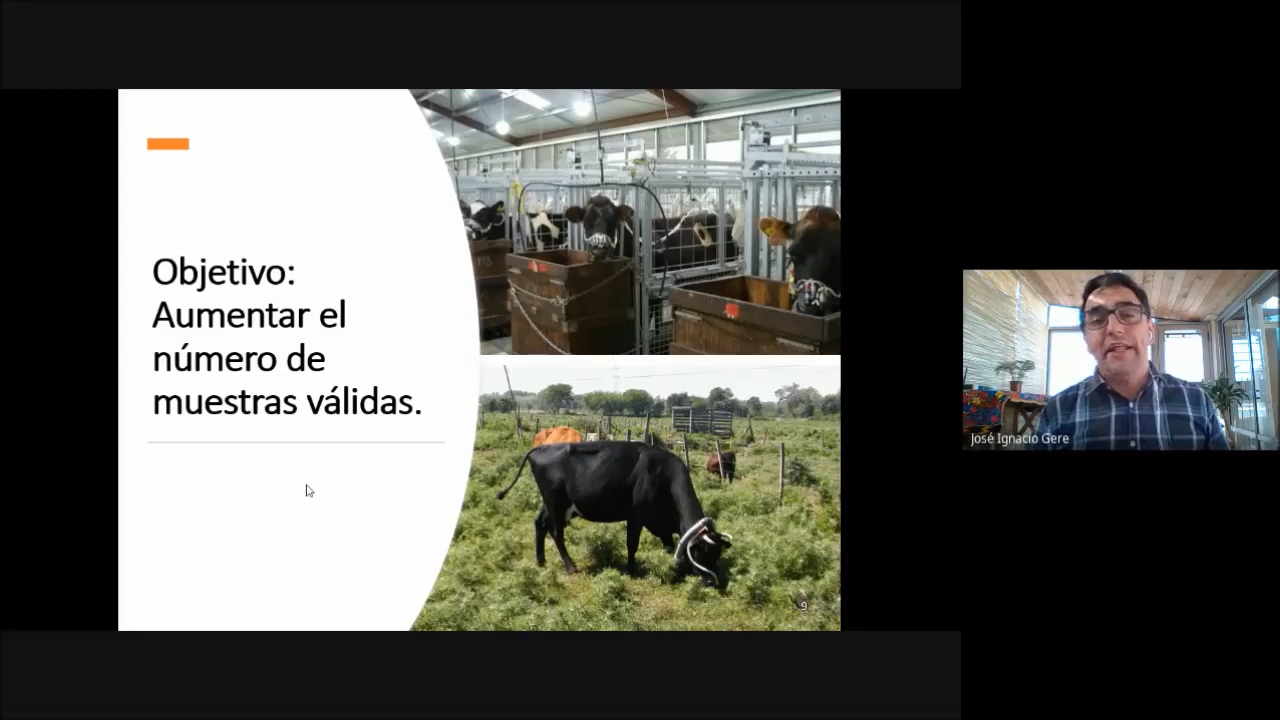 Objetivo:
Aumentar el
número de
muestras válidas.
9
José Ignacio Gere